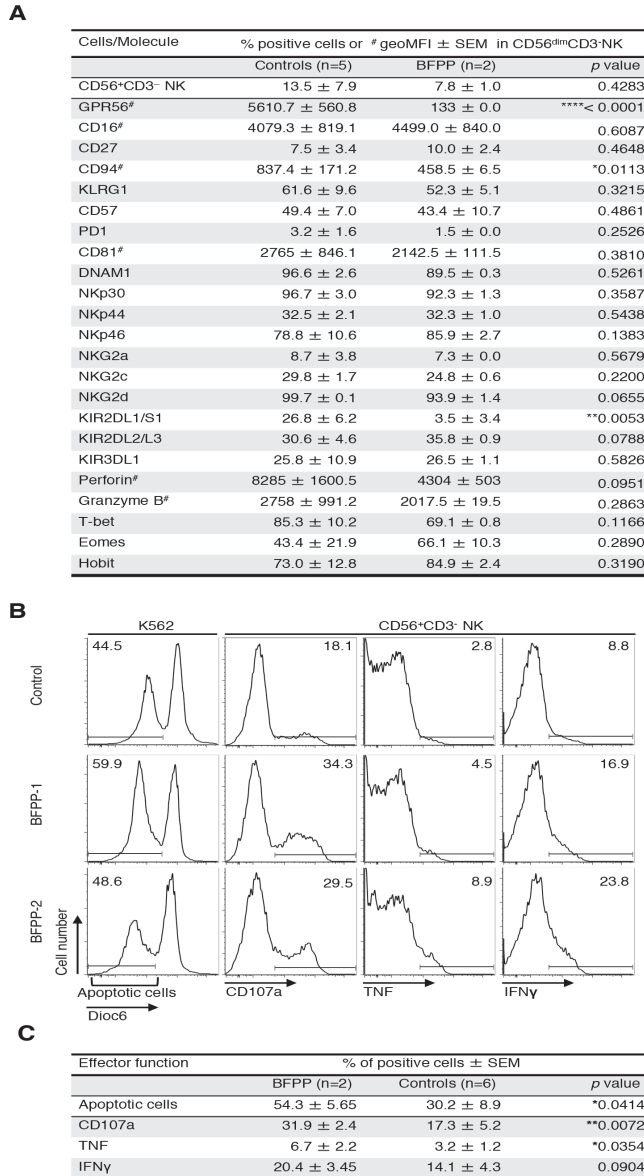 A
Cells/Molecule % positive cells or #geoMFI ± SEM in CD56dimCD3-NK
Controls (n=5) BFPP (n=2) p value
CD56+CD3− NK 13.5 ± 7.9 7.8 ± 1.0 0.4283
GPR56# 5610.7 ± 560.8 133 ± 0.0 ****< 0.0001
CD16# 4079.3 ± 819.1 4499.0 ± 840.0 0.6087
CD27 7.5 ± 3.4 10.0 ± 2.4 0.4648
CD94# 837.4 ± 171.2 458.5 ± 6.5 *0.0113
KLRG1 61.6 ± 9.6 52.3 ± 5.1 0.3215
CD57 49.4 ± 7.0 43.4 ± 10.7 0.4861
PD1 3.2 ± 1.6 1.5 ± 0.0 0.2526
CD81# 2765 ± 846.1 2142.5 ± 111.5 0.3810
DNAM1 96.6 ± 2.6 89.5 ± 0.3 0.5261
NKp30 96.7 ± 3.0 92.3 ± 1.3 0.3587
NKp44 32.5 ± 2.1 32.3 ± 1.0 0.5438
NKp46 78.8 ± 10.6 85.9 ± 2.7 0.1383
NKG2a 8.7 ± 3.8 7.3 ± 0.0 0.5679
NKG2c 29.8 ± 1.7 24.8 ± 0.6 0.2200
NKG2d 99.7 ± 0.1 93.9 ± 1.4 0.0655
KIR2DL1/S1 26.8 ± 6.2 3.5 ± 3.4 **0.0053
KIR2DL2/L3 30.6 ± 4.6 35.8 ± 0.9 0.0788
KIR3DL1 25.8 ± 10.9 26.5 ± 1.1 0.5826
Perforin# 8285 ± 1600.5 4304 ± 503 0.0951
Granzyme B# 2758 ± 991.2 2017.5 ± 19.5 0.2863
T-bet 85.3 ± 10.2 69.1 ± 0.8 0.1166
Eomes 43.4 ± 21.9 66.1 ± 10.3 0.2890
Hobit 73.0 ± 12.8 84.9 ± 2.4 0.3190
B
K562 CD56+CD3- NK
Control 44.5 18.1 2.8 8.8
BFPP-1 59.9 34.3 4.5 16.9
BFPP-2 48.6 29.5 8.9 23.8
Cell number
Apoptotic cells CD107a TNF IFNγ
Dioc6
C
Effector function % of positive cells ± SEM
BFPP (n=2) Controls (n=6) p value
Apoptotic cells 54.3 ± 5.65 30.2 ± 8.9 *0.0414
CD107a 31.9 ± 2.4 17.3 ± 5.2 **0.0072
TNF 6.7 ± 2.2 3.2 ± 1.2 *0.0354
IFNγ 20.4 ± 3.45 14.1 ± 4.3 0.0904